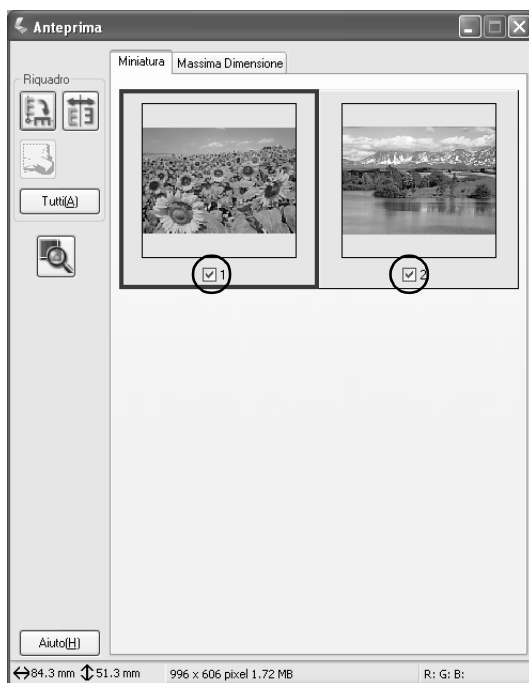 Anteprima
Miniatura Massima Dimensione
Riquadro
Tutti(A)
1 2
Aiuto(H)
84.3 mm 51.3 mm 996 x 606 pixel 1.72 MB R: G: B: